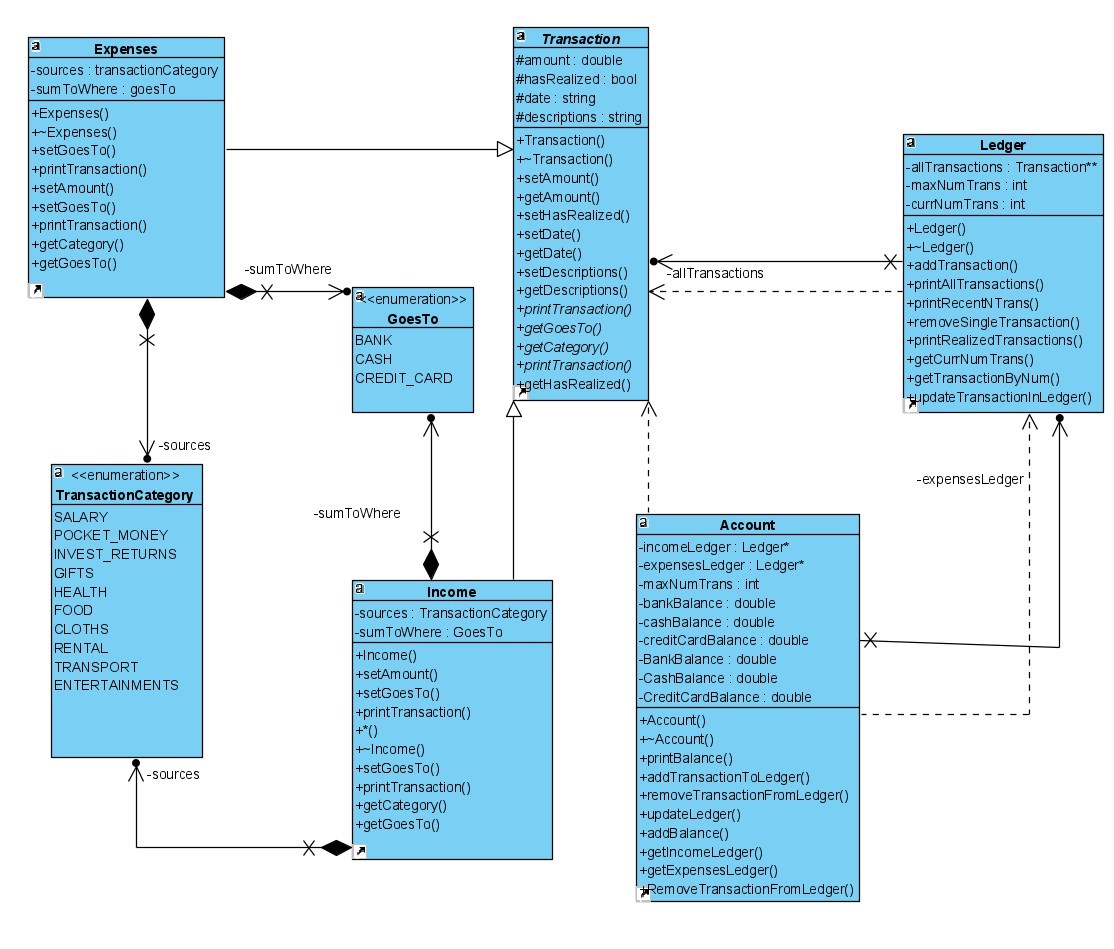 Expenses
-sources : transactionCategory
-sumToWhere : goesTo
+Expenses()
+~Expenses()
+setGoesTo()
+printTransaction()
+setAmount()
+setGoesTo()
+printTransaction()
+getCategory()
+getGoesTo()
Transaction
#amount : double
#hasRealized : bool
#date : string
#descriptions : string
+Transaction()
+~Transaction()
+setAmount()
+getAmount()
+setHasRealized()
+setDate()
+getDate()
+setDescriptions()
+getDescriptions()
+printTransaction()
+getGoesTo()
+getCategory()
+printTransaction()
+getHasRealized()
Ledger
-allTransactions : Transaction**
-maxNumTrans : int
-currNumTrans : int
+Ledger()
+~Ledger()
+addTransaction()
+printAllTransactions()
+printRecentNTrans()
+removeSingleTransaction()
+printRealizedTransactions()
+getCurrNumTrans()
+getTransactionByNum()
+updateTransactionInLedger()
-sumToWhere
-allTransactions
<<enumeration>>
GoesTo
BANK
CASH
CREDIT_CARD
-sources
<<enumeration>>
TransactionCategory
SALARY
POCKET_MONEY
INVEST_RETURNS
GIFTS
HEALTH
FOOD
CLOTHS
RENTAL
TRANSPORT
ENTERTAINMENTS
-sumToWhere
-expensesLedger
Income
-sources : TransactionCategory
-sumToWhere : GoesTo
+Income()
+setAmount()
+setGoesTo()
+printTransaction()
+*()
+~Income()
+setGoesTo()
+printTransaction()
+getCategory()
+getGoesTo()
-sources
Account
-incomeLedger : Ledger*
-expensesLedger : Ledger*
-maxNumTrans : int
-bankBalance : double
-cashBalance : double
-creditCardBalance : double
-BankBalance : double
-CashBalance : double
-CreditCardBalance : double
+Account()
+~Account()
+printBalance()
+addTransactionToLedger()
+removeTransactionFromLedger()
+updateLedger()
+addBalance()
+getIncomeLedger()
+getExpensesLedger()
+RemoveTransactionFromLedger()